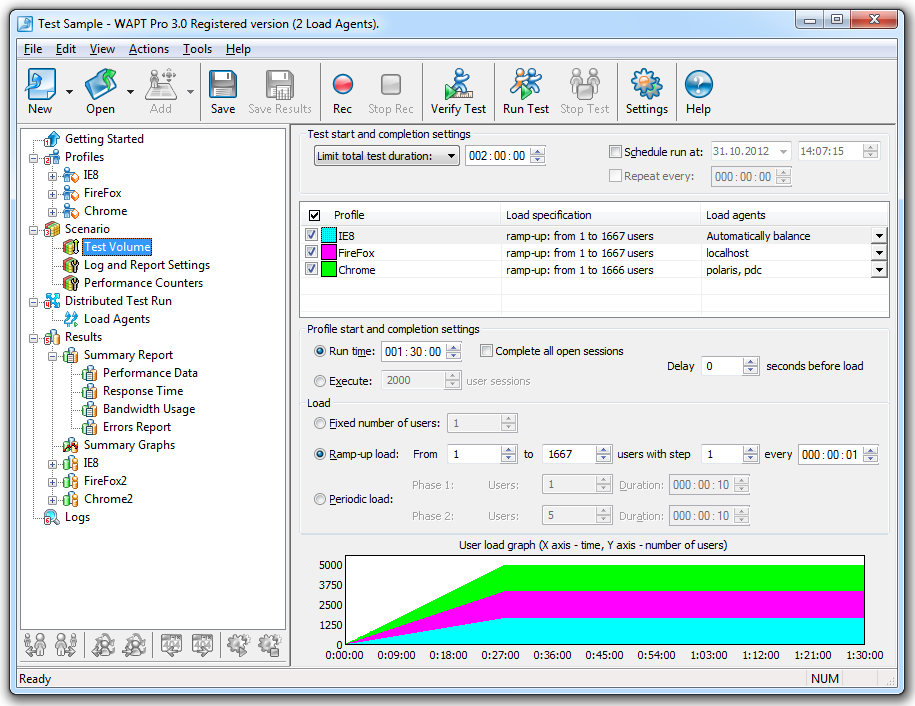 Test Sample - WAPT Pro 3.0 Registered version (2 Load Agents).
File Edit View Actions Tools Help
New Open Add Save Save Results Rec Stop Rec Verify Test Run Test Stop Test Settings Help
Getting Started
Profiles
IE8
FireFox
Chrome
Scenario
Test Volume
Log and Report Settings
Performance Counters
Distributed Test Run
Load Agents
Results
Summary Report
Performance Data
Response Time
Bandwidth Usage
Errors Report
Summary Graphs
IE8
FireFox2
Chrome2
Logs
Test start and completion settings
Limit total test duration: 002:00:00 Schedule run at: 31.10.2012 14:07:15
Repeat every: 000:00:00
Profile Load specification Load agents
IE8 ramp-up: from 1 to 1667 users Automatically balance
FireFox ramp-up: from 1 to 1667 users localhost
Chrome ramp-up: from 1 to 1666 users polaris, pdc
Profile start and completion settings
Run time: 001:30:00 Complete all open sessions
Delay 0 seconds before load
Execute: 2000 user sessions
Load
Fixed number of users: 1
Ramp-up load: From 1 to 1667 users with step 1 every 000:00:01
Phase 1: Users: 1 Duration: 000:00:10
Periodic load:
Phase 2: Users: 5 Duration: 000:00:10
User load graph (X axis - time, Y axis - number of users)
5000
3750
2500
1250
0
0:00:00 0:09:00 0:18:00 0:27:00 0:36:00 0:45:00 0:54:00 1:03:00 1:12:00 1:21:00 1:30:00
404 404
Ready NUM